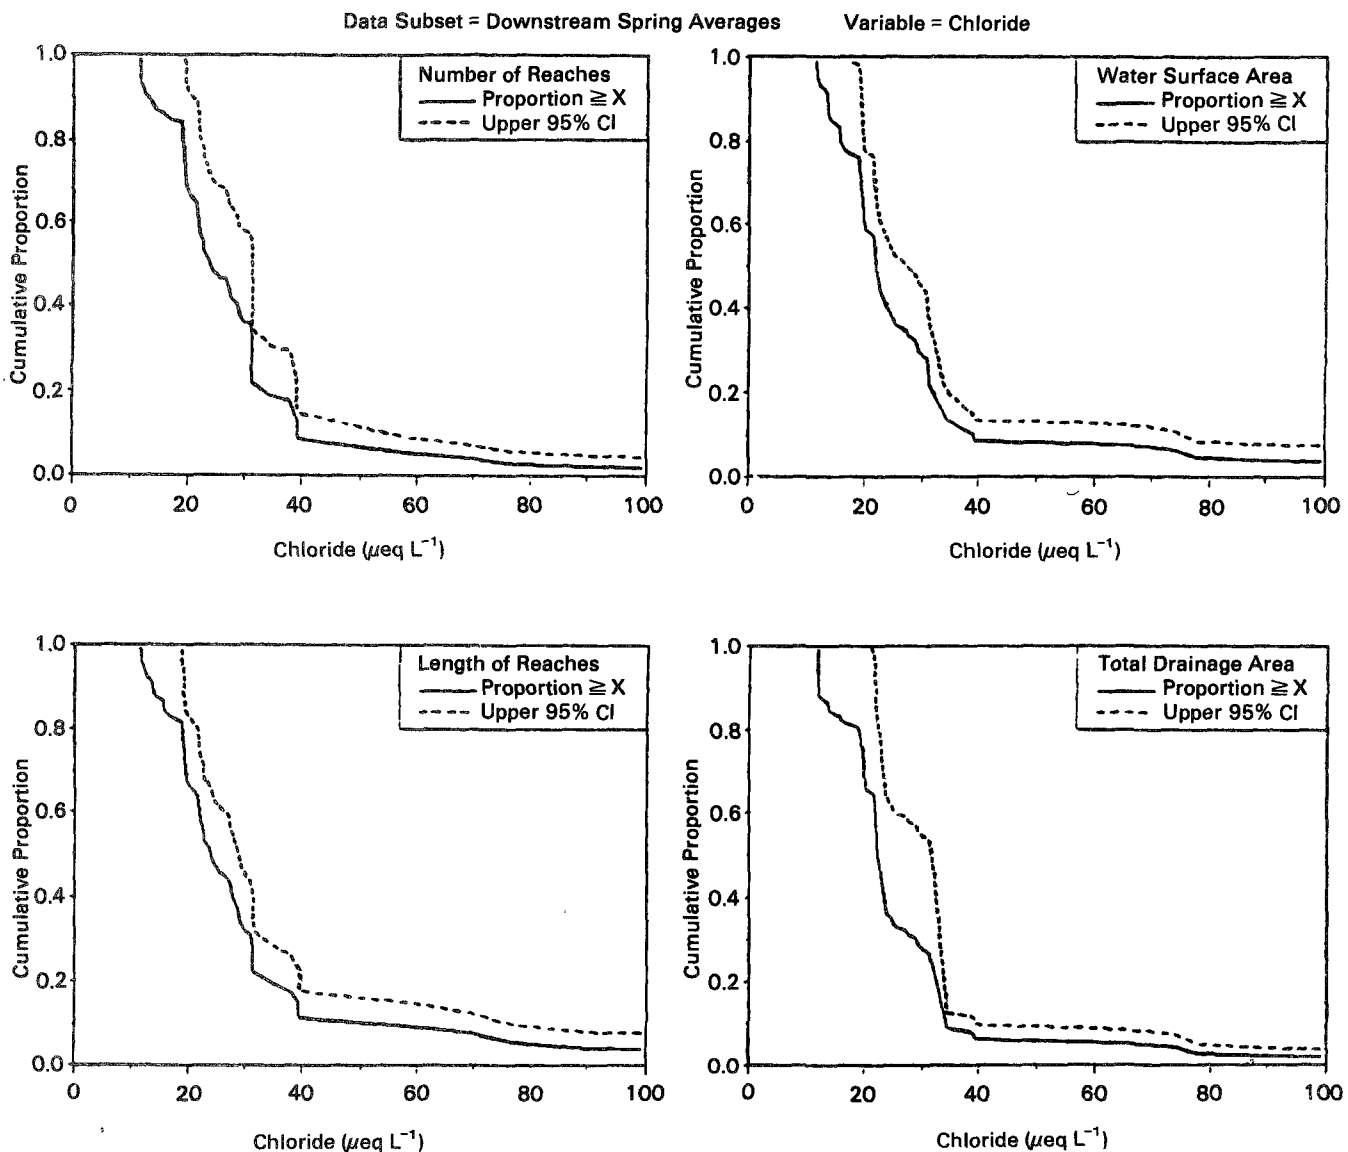 Data Subset = Downstream Spring Averages Variable = Chloride
Number of Reaches
Proportion ≧ X
Upper 95% CI
Cumulative Proportion
1.0
0.8
0.6
0.4
0.2
0.0
0 20 40 60 80 100
Chloride (μeq L⁻¹)
Water Surface Area
Proportion ≧ X
Upper 95% CI
Cumulative Proportion
1.0
0.8
0.6
0.4
0.2
0.0
0 20 40 60 80 100
Chloride (μeq L⁻¹)
Length of Reaches
Proportion ≧ X
Upper 95% CI
Cumulative Proportion
1.0
0.8
0.6
0.4
0.2
0.0
0 20 40 60 80 100
Chloride (μeq L⁻¹)
Total Drainage Area
Proportion ≧ X
Upper 95% CI
Cumulative Proportion
1.0
0.8
0.6
0.4
0.2
0.0
0 20 40 60 80 100
Chloride (μeq L⁻¹)